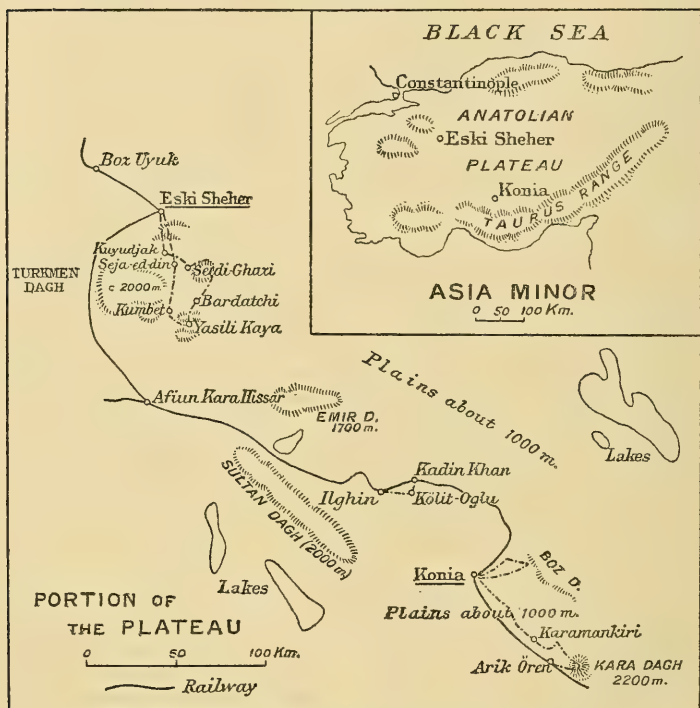 BLACK SEA
Constantinople
ANATOLIAN
Eski Sheher
PLATEAU
Konia
TAURUS RANGE
ASIA MINOR
0 50 100 Km.
Boz Uyuk
Eski Sheher
Kuyudjak
Seja-ed-din
Seidi-Ghazi
TURKMEN
DAGH
c 2000 m.
Bardatchi
Kumbet
Yasili Kaya
Plains about 1000 m.
Afiun Kara Hissar
EMIR D.
1700 m.
Lakes
SULTAN DAGH (2000 m)
Kadin Khan
Ilghin
Kölit-Oglu
Lakes
Konia
BOZ D.
Plains about 1000 m.
PORTION OF
THE PLATEAU
0 50 100 Km.
Railway
Karamankiri
Arik Ören
KARA DAGH
2200 m.